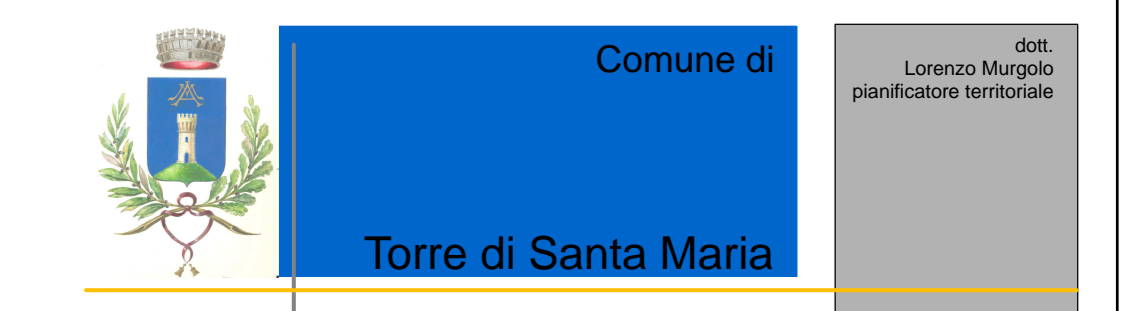 Comune di
Torre di Santa Maria
dott.
Lorenzo Murgolo
pianificatore territoriale